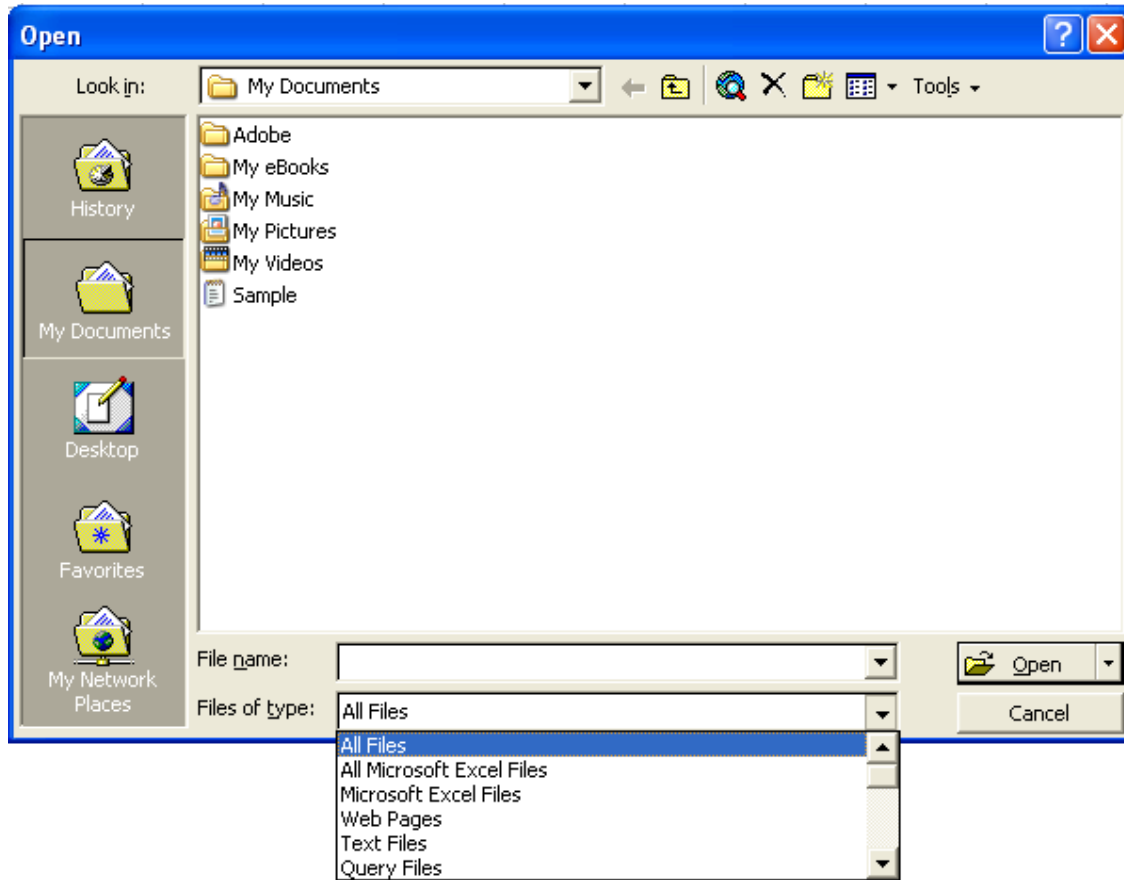 Open
Look in:
My Documents
Tools
History
My Documents
Desktop
Favorites
My Network
Places
Adobe
My eBooks
My Music
My Pictures
My Videos
Sample
File name:
Open
Files of type:
All Files
Cancel
All Files
All Microsoft Excel Files
Microsoft Excel Files
Web Pages
Text Files
Query Files